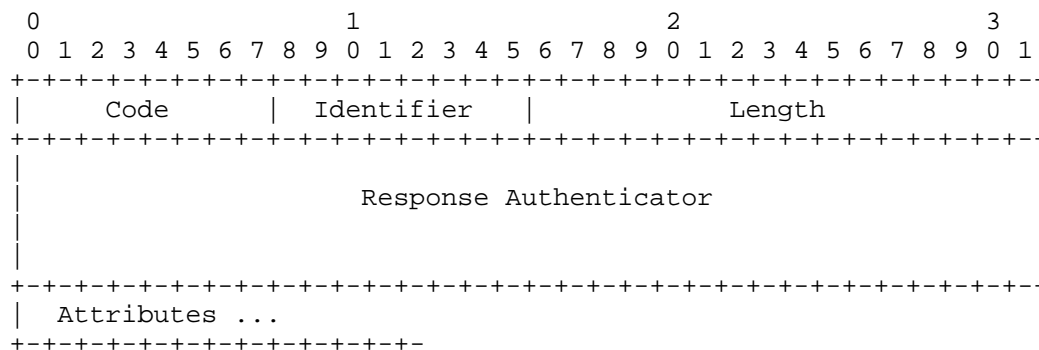 0                   1                   2                   3
 0 1 2 3 4 5 6 7 8 9 0 1 2 3 4 5 6 7 8 9 0 1 2 3 4 5 6 7 8 9 0 1
+-+-+-+-+-+-+-+-+-+-+-+-+-+-+-+-+-+-+-+-+-+-+-+-+-+-+-+-+-+-+-+-
|     Code      |  Identifier   |            Length
+-+-+-+-+-+-+-+-+-+-+-+-+-+-+-+-+-+-+-+-+-+-+-+-+-+-+-+-+-+-+-+-
|
|                     Response Authenticator
|
|
+-+-+-+-+-+-+-+-+-+-+-+-+-+-+-+-+-+-+-+-+-+-+-+-+-+-+-+-+-+-+-+-
|  Attributes ...
+-+-+-+-+-+-+-+-+-+-+-+-+-